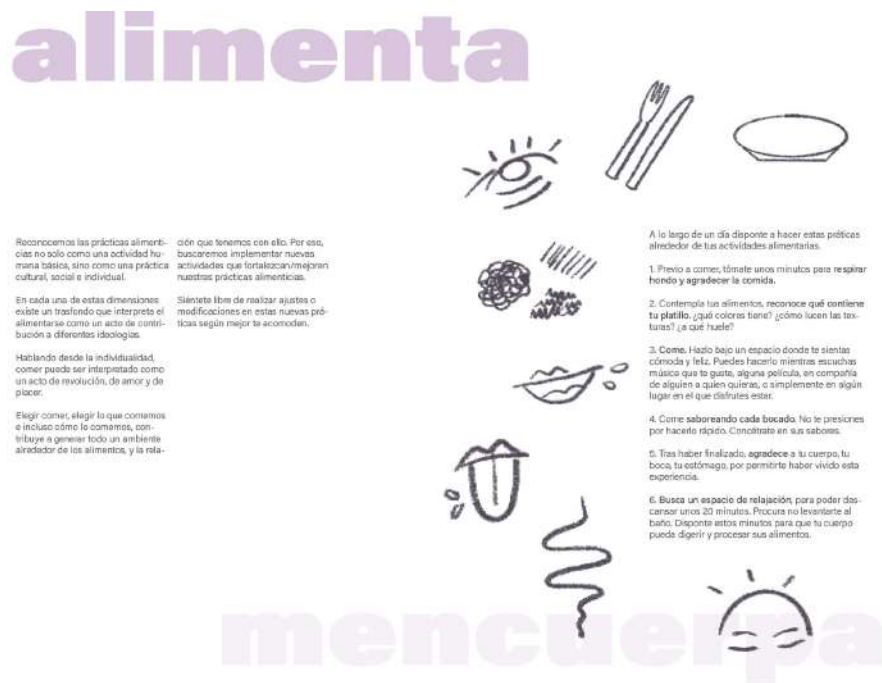 alimenta
Reconocemos las prácticas alimenti-
cias no solo como una actividad hu-
mana básica, sino como una práctica
cultural, social e individual.
En cada una de estas dimensiones
existe un trasfondo que interpreta el
alimentarse como un acto de contri-
bución a diferentes ideologías.
Hablando desde la individualidad,
comer puede ser interpretado como
un acto de revolución, de amor y de
placer.
Elegir comer, elegir lo que comemos
e incluso cómo lo comemos, con-
tribuye a generar todo un ambiente
alrededor de los alimentos, y la rela-
ción que tenemos con ello. Por eso,
buscaremos implementar nuevas
actividades que fortalezcan/mejoren
nuestras prácticas alimenticias.
Siéntete libre de realizar ajustes o
modificaciones en estas nuevas prá-
ticas según mejor te acomoden.
A lo largo de un día disponte a hacer estas práticas
alrededor de tus actividades alimentarias.
1. Previo a comer, tómate unos minutos para respirar
hondo y agradecer la comida.
2. Contempla tus alimentos, reconoce qué contiene
tu platillo. ¿qué colores tiene? ¿cómo lucen las tex-
turas? ¿a qué huele?
3. Come. Hazlo bajo un espacio donde te sientas
cómoda y feliz. Puedes hacerlo mientras escuchas
música que te guste, alguna película, en compañía
de alguien a quien quieras, o simplemente en algún
lugar en el que disfrutes estar.
4. Come saboreando cada bocado. No te presiones
por hacerlo rápido. Concéntrate en sus sabores.
5. Tras haber finalizado, agradece a tu cuerpo, tu
boca, tu estómago, por permitirte haber vivido esta
experiencia.
6. Busca un espacio de relajación, para poder des-
cansar unos 20 minutos. Procura no levantarte al
baño. Disponte estos minutos para que tu cuerpo
pueda digerir y procesar sus alimentos.
mencuerpa